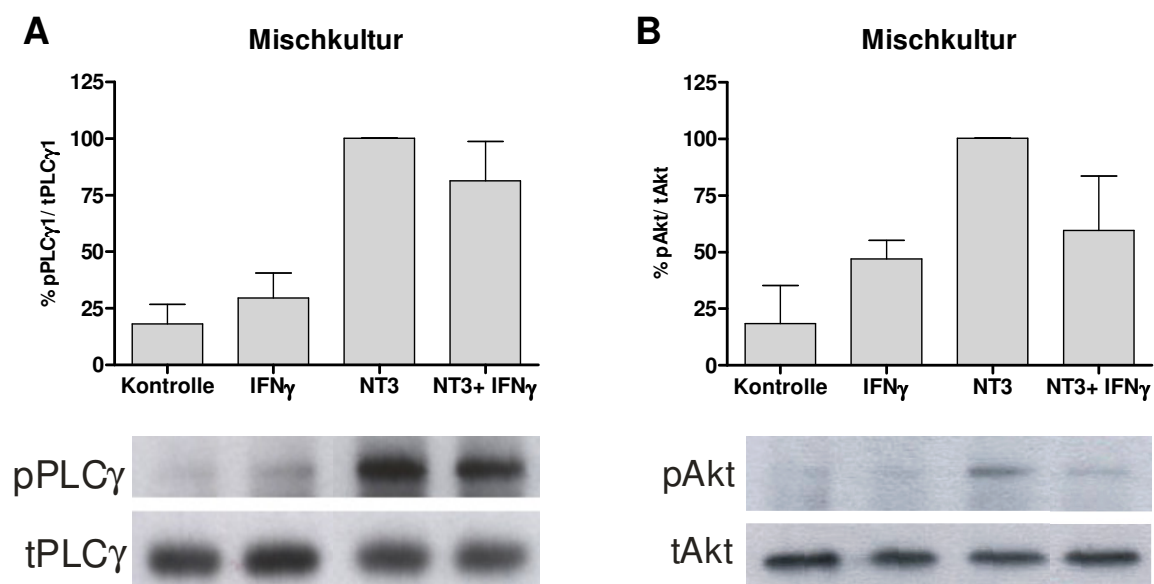 A
Mischkultur
% pPLCγ1/ tPLCγ1
125
100
75
50
25
0
Kontrolle IFNγ NT3 NT3+ IFNγ
pPLCγ
tPLCγ
B
Mischkultur
% pAkt/ tAkt
125
100
75
50
25
0
Kontrolle IFNγ NT3 NT3+ IFNγ
pAkt
tAkt